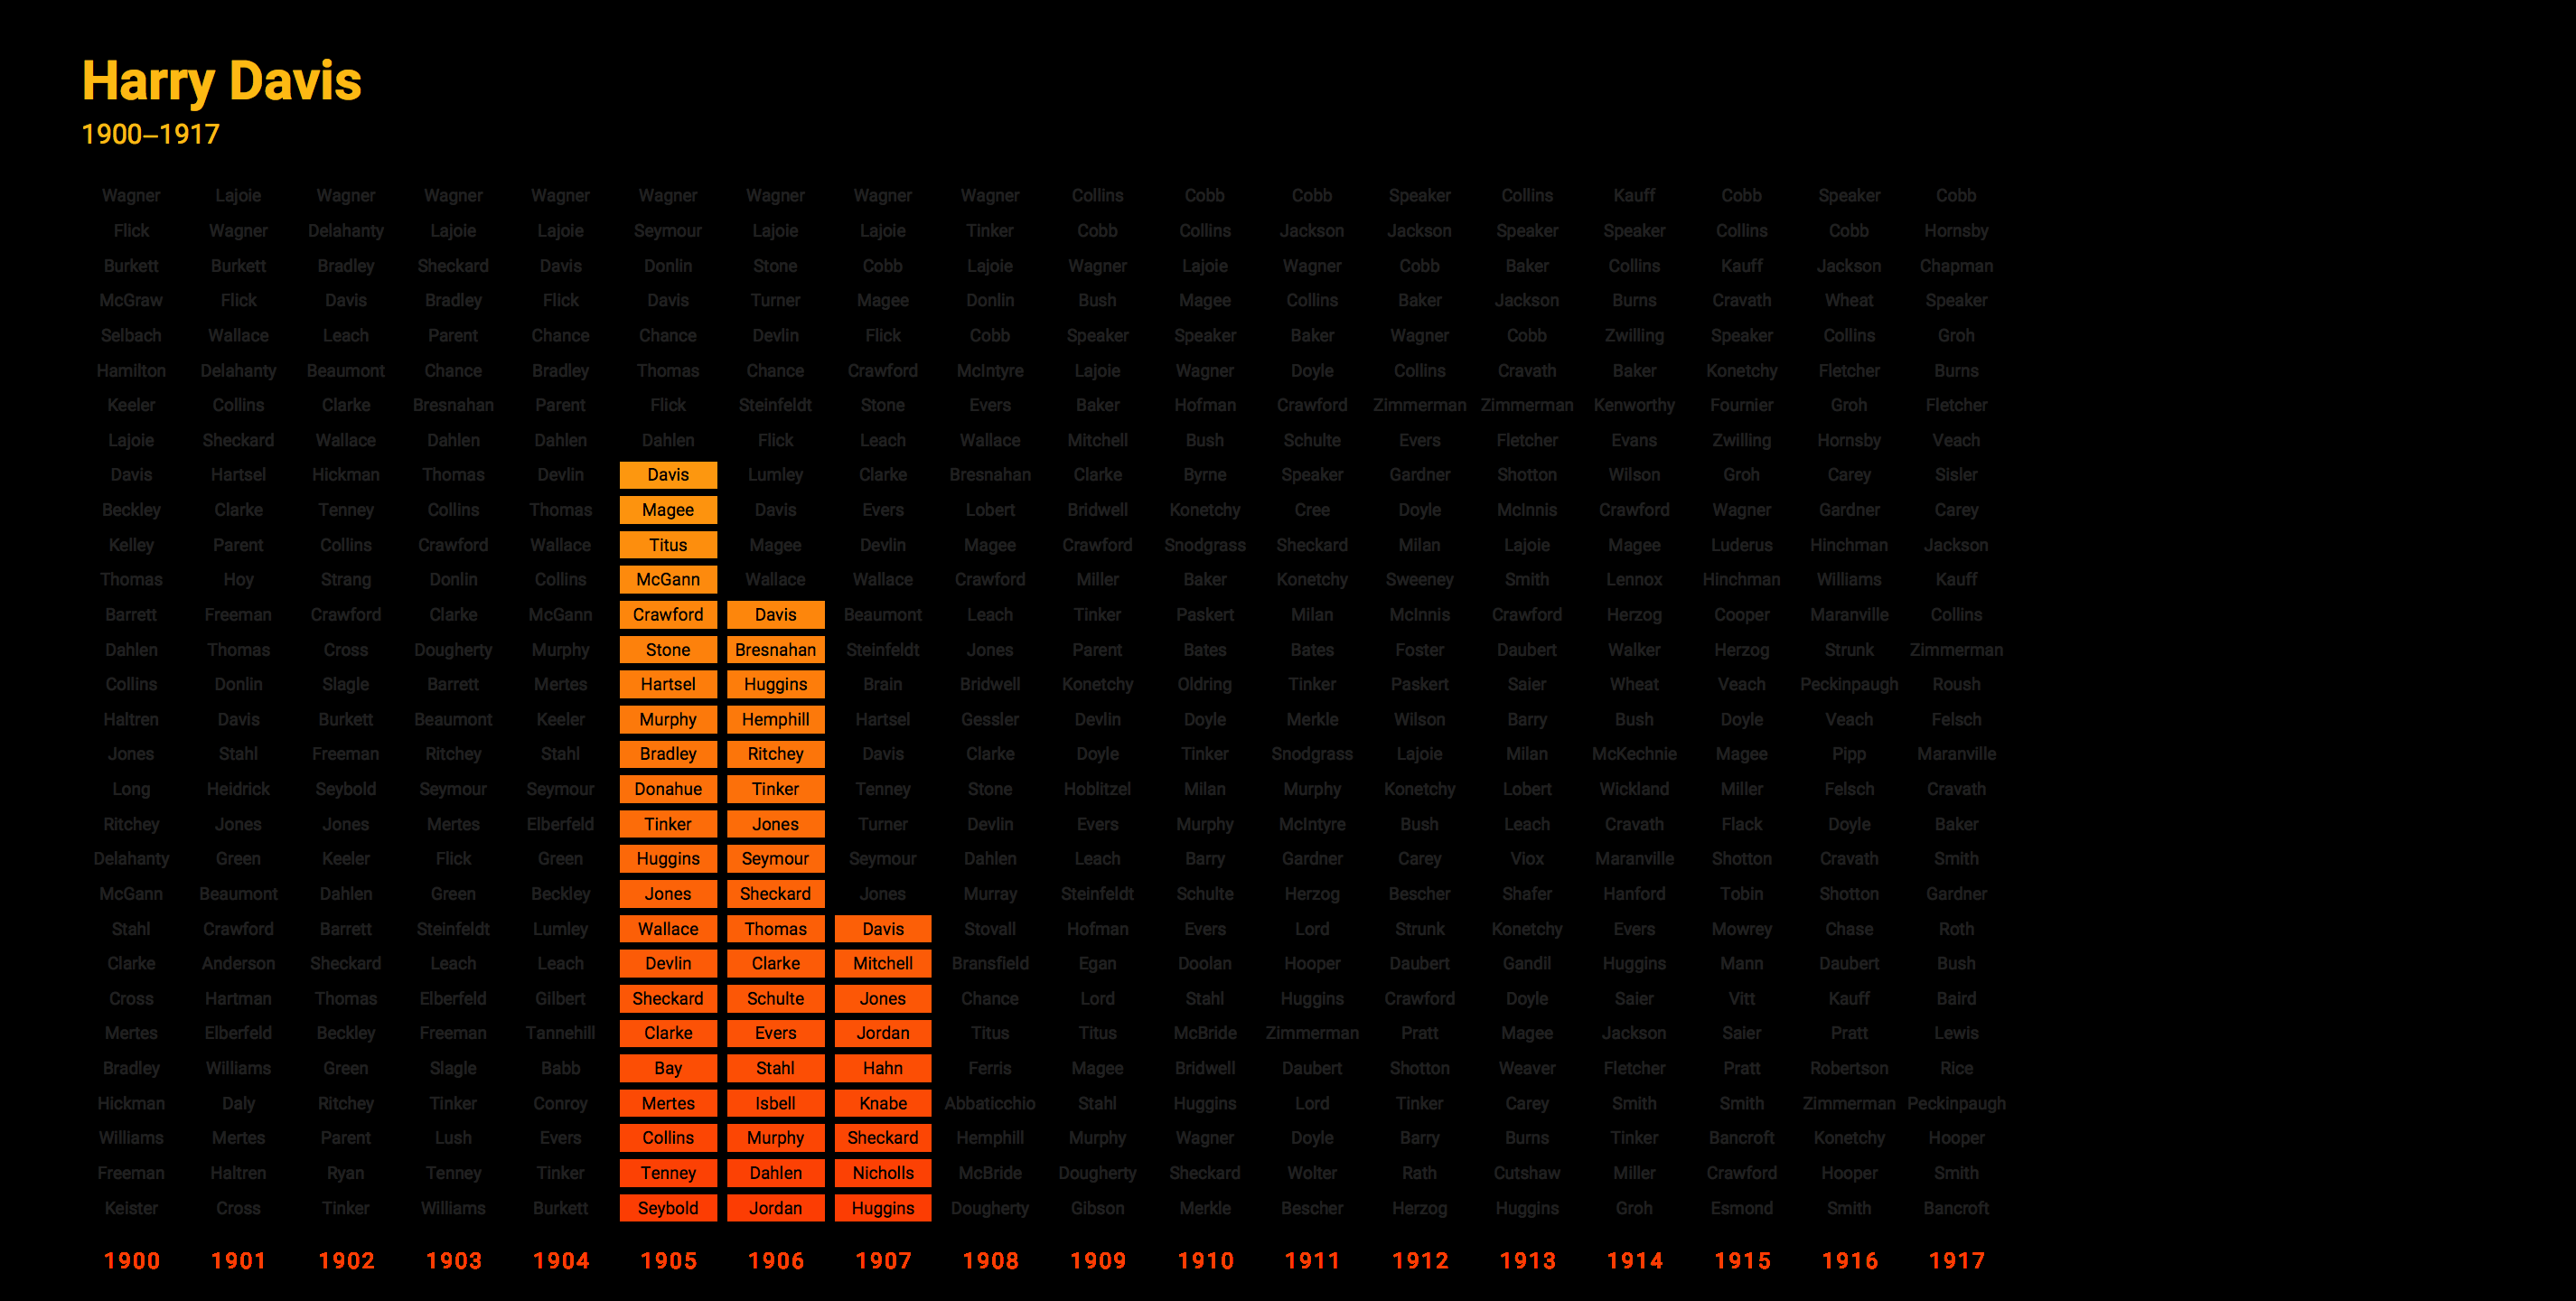 Harry Davis
1900–1917
Wagner Lajoie Wagner Wagner Wagner Wagner Wagner Wagner Wagner Collins Cobb Cobb Speaker Collins Kauff Cobb Speaker Cobb
Flick Wagner Delahanty Lajoie Lajoie Seymour Lajoie Lajoie Tinker Cobb Collins Jackson Jackson Speaker Speaker Collins Cobb Hornsby
Burkett Burkett Bradley Sheckard Davis Donlin Stone Cobb Lajoie Wagner Lajoie Wagner Cobb Baker Collins Kauff Jackson Chapman
McGraw Flick Davis Bradley Flick Davis Turner Magee Donlin Bush Magee Collins Baker Jackson Burns Cravath Wheat Speaker
Selbach Wallace Leach Parent Chance Chance Devlin Flick Cobb Speaker Speaker Baker Wagner Cobb Zwilling Speaker Collins Groh
Hamilton Delahanty Beaumont Chance Bradley Thomas Chance Crawford McIntyre Lajoie Wagner Doyle Collins Cravath Baker Konetchy Fletcher Burns
Keeler Collins Clarke Bresnahan Parent Flick Steinfeldt Stone Evers Baker Hofman Crawford Zimmerman Zimmerman Kenworthy Fournier Groh Fletcher
Lajoie Sheckard Wallace Dahlen Dahlen Dahlen Flick Leach Wallace Mitchell Bush Schulte Evers Fletcher Evans Zwilling Hornsby Veach
Davis Hartsel Hickman Thomas Devlin Davis Lumley Clarke Bresnahan Clarke Byrne Speaker Gardner Shotton Wilson Groh Carey Sisler
Beckley Clarke Tenney Collins Thomas Magee Davis Evers Lobert Bridwell Konetchy Cree Doyle McInnis Crawford Wagner Gardner Carey
Kelley Parent Collins Crawford Wallace Titus Magee Devlin Magee Crawford Snodgrass Sheckard Milan Lajoie Magee Luderus Hinchman Jackson
Thomas Hoy Strang Donlin Collins McGann Wallace Wallace Crawford Miller Baker Konetchy Sweeney Smith Lennox Hinchman Williams Kauff
Barrett Freeman Crawford Clarke McGann Crawford Davis Beaumont Leach Tinker Paskert Milan McInnis Crawford Herzog Cooper Maranville Collins
Dahlen Thomas Cross Dougherty Murphy Stone Bresnahan Steinfeldt Jones Parent Bates Bates Foster Daubert Walker Herzog Strunk Zimmerman
Collins Donlin Slagle Barrett Mertes Hartsel Huggins Brain Bridwell Konetchy Oldring Tinker Paskert Saier Wheat Veach Peckinpaugh Roush
Haltren Davis Burkett Beaumont Keeler Murphy Hemphill Hartsel Gessler Devlin Doyle Merkle Wilson Barry Bush Doyle Veach Felsch
Jones Stahl Freeman Ritchey Stahl Bradley Ritchey Davis Clarke Doyle Tinker Snodgrass Lajoie Milan McKechnie Magee Pipp Maranville
Long Heidrick Seybold Seymour Seymour Donahue Tinker Tenney Stone Hoblitzel Milan Murphy Konetchy Lobert Wickland Miller Felsch Cravath
Ritchey Jones Jones Mertes Elberfeld Tinker Jones Turner Devlin Evers Murphy McIntyre Bush Leach Cravath Flack Doyle Baker
Delahanty Green Keeler Flick Green Huggins Seymour Seymour Dahlen Leach Barry Gardner Carey Viox Maranville Shotton Cravath Smith
McGann Beaumont Dahlen Green Beckley Jones Sheckard Jones Murray Steinfeldt Schulte Herzog Bescher Shafer Hanford Tobin Shotton Gardner
Stahl Crawford Barrett Steinfeldt Lumley Wallace Thomas Davis Stovall Hofman Evers Lord Strunk Konetchy Evers Mowrey Chase Roth
Clarke Anderson Sheckard Leach Leach Devlin Clarke Mitchell Bransfield Egan Doolan Hooper Daubert Gandil Huggins Mann Daubert Bush
Cross Hartman Thomas Elberfeld Gilbert Sheckard Schulte Jones Chance Lord Stahl Huggins Crawford Doyle Saier Vitt Kauff Baird
Mertes Elberfeld Beckley Freeman Tannehill Clarke Evers Jordan Titus Titus McBride Zimmerman Pratt Magee Jackson Saier Pratt Lewis
Bradley Williams Green Slagle Babb Bay Stahl Hahn Ferris Magee Bridwell Daubert Shotton Weaver Fletcher Pratt Robertson Rice
Hickman Daly Ritchey Tinker Conroy Mertes Isbell Knabe Abbaticchio Stahl Huggins Lord Tinker Carey Smith Smith Zimmerman Peckinpaugh
Williams Mertes Parent Lush Evers Collins Murphy Sheckard Hemphill Murphy Wagner Doyle Barry Burns Tinker Bancroft Konetchy Hooper
Freeman Haltren Ryan Tenney Tinker Tenney Dahlen Nicholls McBride Dougherty Sheckard Wolter Rath Cutshaw Miller Crawford Hooper Smith
Keister Cross Tinker Williams Burkett Seybold Jordan Huggins Dougherty Gibson Merkle Bescher Herzog Huggins Groh Esmond Smith Bancroft
1900 1901 1902 1903 1904 1905 1906 1907 1908 1909 1910 1911 1912 1913 1914 1915 1916 1917